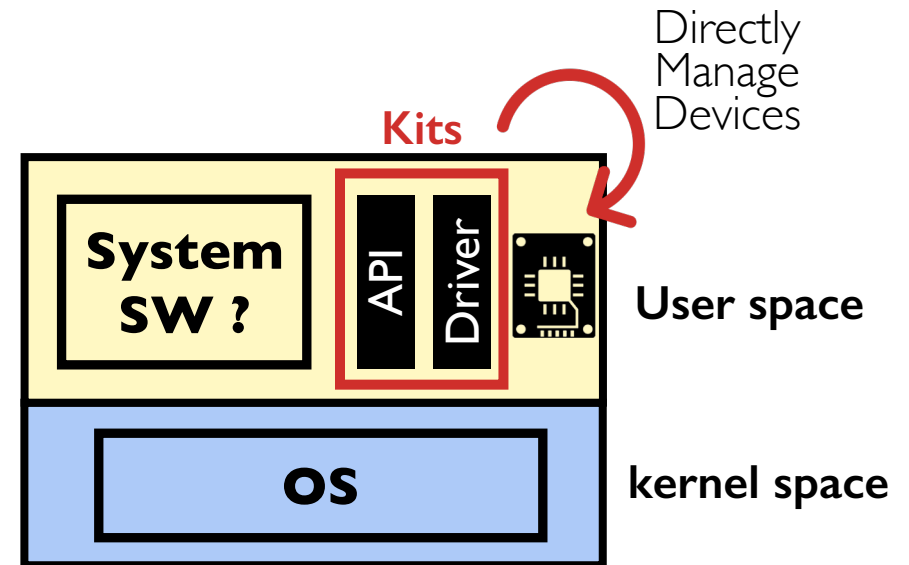 Directly
Manage
Devices
Kits
System
SW ?
API
Driver
User space
OS
kernel space